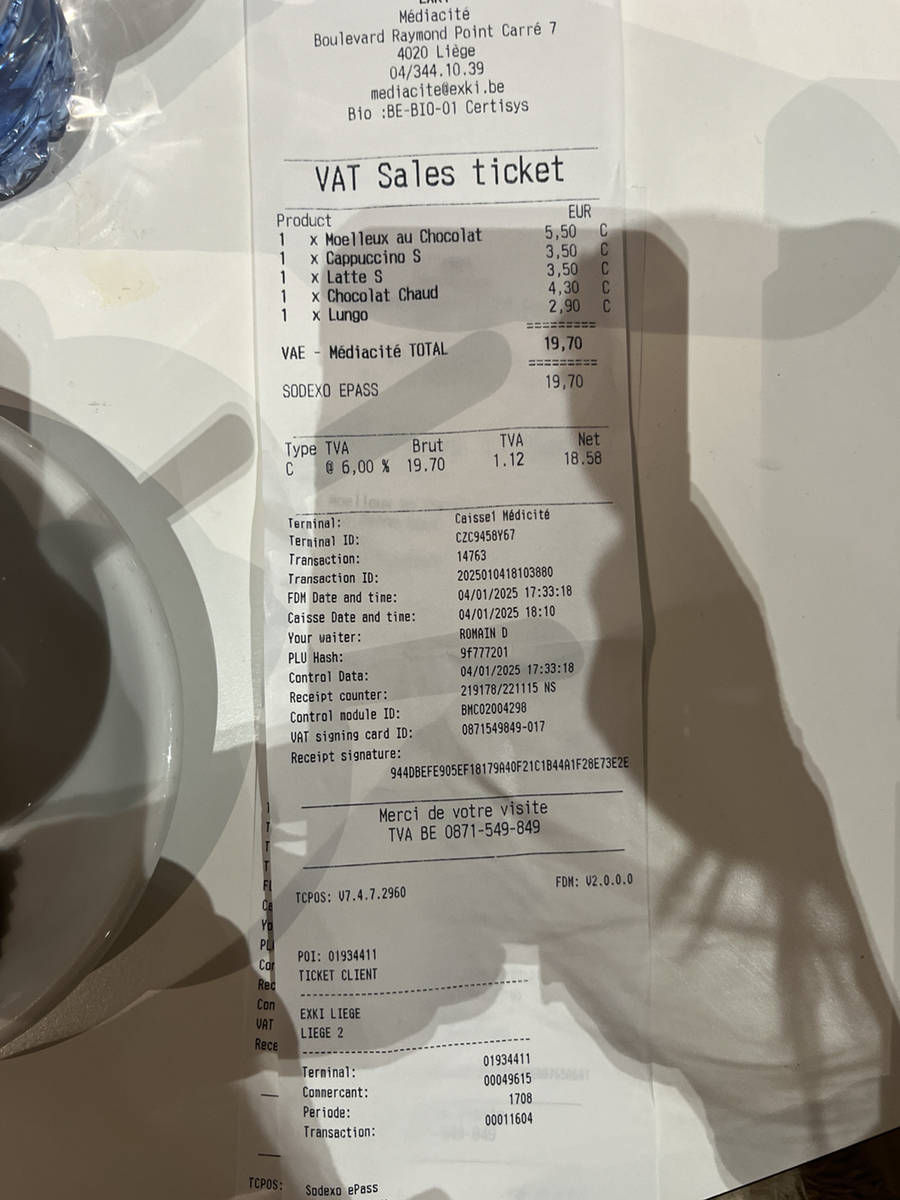 Médiacité
Boulevard Raymond Point Carré 7
4020 Liège
04/344.10.39
mediacite@exki.be
Bio :BE-BIO-01 Certisys
VAT Sales ticket
Product EUR
1 x Moelleux au Chocolat 5,50 C
1 x Cappuccino S 3,50 C
1 x Latte S 3,50 C
1 x Chocolat Chaud 4,30 C
1 x Lungo 2,90 C
=========
VAE - Médiacité TOTAL 19,70
=========
SODEXO EPASS 19,70
Type TVA Brut TVA Net
C @ 6,00 % 19.70 1.12 18.58
Terminal: Caisse1 Médicité
Terminal ID: CZC9458Y67
Transaction: 14763
Transaction ID: 2025010418103880
FDM Date and time: 04/01/2025 17:33:18
Caisse Date and time: 04/01/2025 18:10
Your waiter: ROMAIN D
PLU Hash: 9f777201
Control Data: 04/01/2025 17:33:18
Receipt counter: 219178/221115 NS
Control module ID: BMC02004298
VAT signing card ID: 0871549849-017
Receipt signature:
944DBEFE905EF18179A40F21C1B44A1F28E73E2E
Merci de votre visite
TVA BE 0871-549-849
TCPOS: V7.4.7.2960 FDM: V2.0.0.0
POI: 01934411
TICKET CLIENT
EXKI LIEGE
LIEGE 2
Terminal: 01934411
Commercant: 00049615
Periode: 1708
Transaction: 00011604
TCPOS:
Sodexo ePass